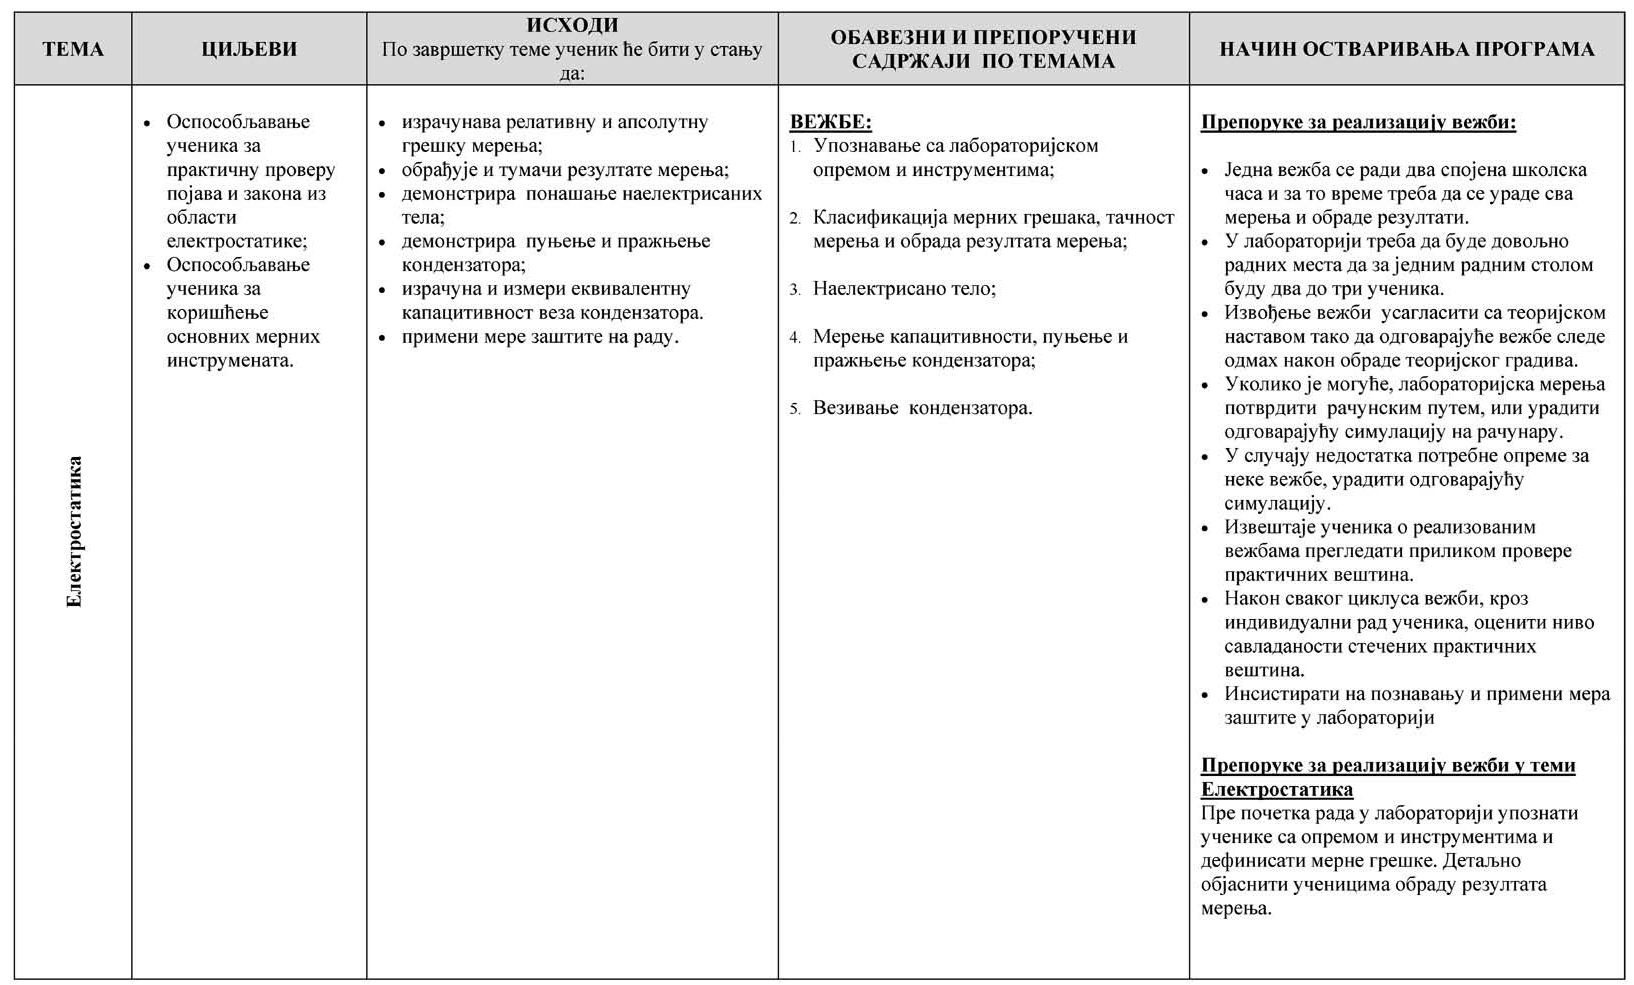 ТЕМА
ЦИЉЕВИ
ИСХОДИ
По завршетку теме ученик ће бити у стању
да:
ОБАВЕЗНИ И ПРЕПОРУЧЕНИ
САДРЖАЈИ ПО ТЕМАМА
НАЧИН ОСТВАРИВАЊА ПРОГРАМА
Електростатика
• Оспособљавање
ученика за
практичну проверу
појава и закона из
области
електростатике;
• Оспособљавање
ученика за
коришћење
основних мерних
инструмената.
• израчунава релативну и апсолутну
грешку мерења;
• обрађује и тумачи резултате мерења;
• демонстрира понашање наелектрисаних
тела;
• демонстрира пуњење и пражњење
кондензатора;
• израчуна и измери еквивалентну
капацитивност веза кондензатора.
• примени мере заштите на раду.
ВЕЖБЕ:
1. Упознавање са лабораторијском
опремом и инструментима;
2. Класификација мерних грешака, тачност
мерења и обрада резултата мерења;
3. Наелектрисано тело;
4. Мерење капацитивности, пуњење и
пражњење кондензатора;
5. Везивање кондензатора.
Препоруке за реализацију вежби:
• Једна вежба се ради два спојена школска
часа и за то време треба да се ураде сва
мерења и обраде резултати.
• У лабораторији треба да буде довољно
радних места да за једним радним столом
буду два до три ученика.
• Извођење вежби усагласити са теоријском
наставом тако да одговарајуће вежбе следе
одмах након обраде теоријског градива.
• Уколико је могуће, лабораторијска мерења
потврдити рачунским путем, или урадити
одговарајућу симулацију на рачунару.
• У случају недостатка потребне опреме за
неке вежбе, урадити одговарајућу
симулацију.
• Извештаје ученика о реализованим
вежбама прегледати приликом провере
практичних вештина.
• Након сваког циклуса вежби, кроз
индивидуални рад ученика, оценити ниво
савладаности стечених практичних
вештина.
• Инсистирати на познавању и примени мера
заштите у лабораторији
Препоруке за реализацију вежби у теми
Електростатика
Пре почетка рада у лабораторији упознати
ученике са опремом и инструментима и
дефинисати мерне грешке. Детаљно
објаснити ученицима обраду резултата
мерења.